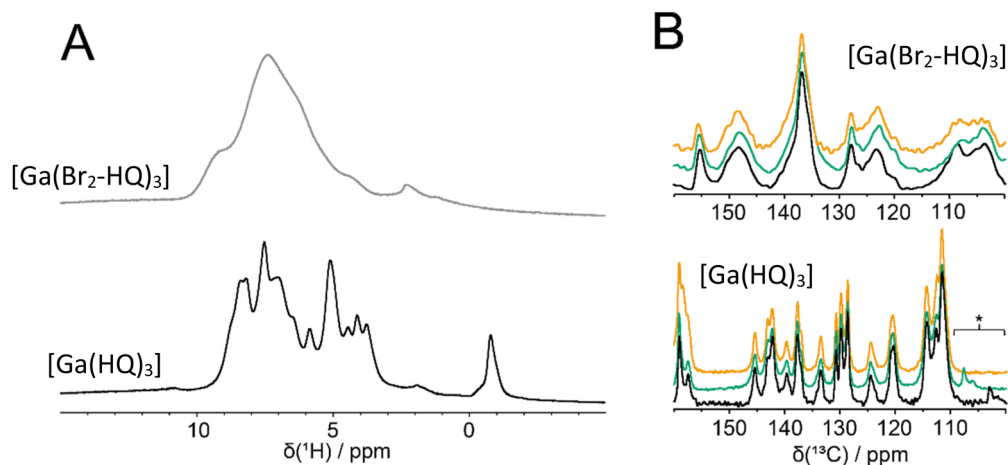 A
[Ga(Br₂-HQ)₃]
[Ga(HQ)₃]
10 5 0
δ(¹H) / ppm
B
[Ga(Br₂-HQ)₃]
150 140 130 120 110
[Ga(HQ)₃]
*
150 140 130 120 110
δ(¹³C) / ppm